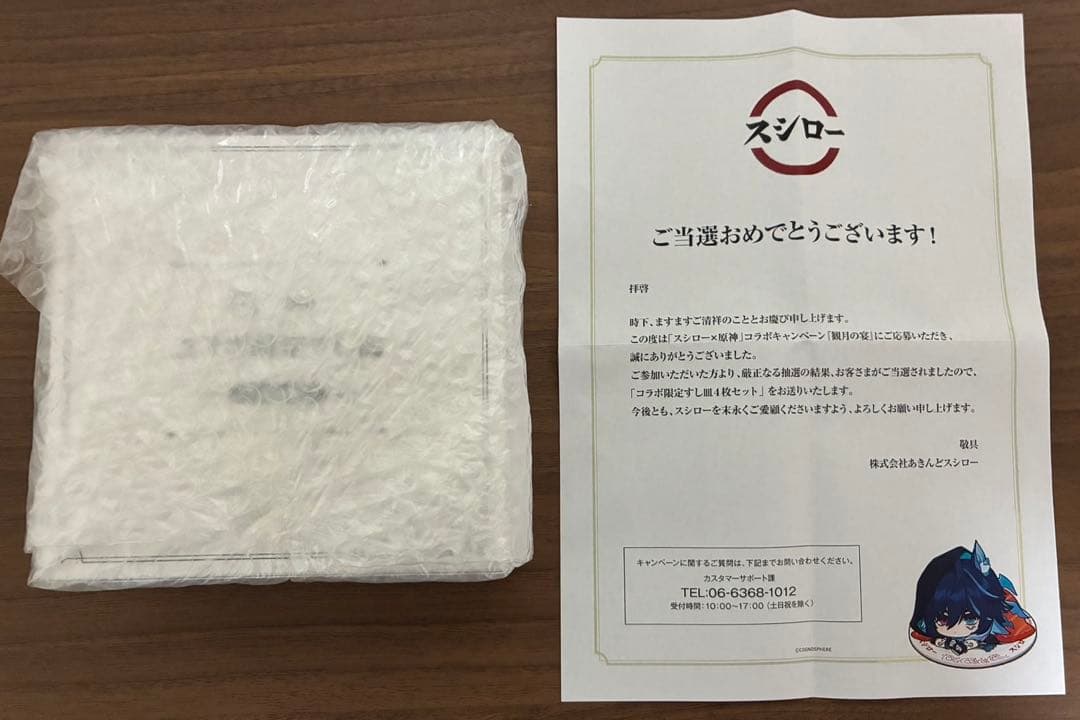 スシロー
ご当選おめでとうございます！
拝啓
時下、ますますご清祥のこととお慶び申し上げます。
この度は「スシロー×原神」コラボキャンペーン「観月の宴」にご応募いただき、
誠にありがとうございました。
ご参加いただいた方より、厳正なる抽選の結果、お客さまがご当選されましたので、
「コラボ限定すし皿4枚セット」をお送りいたします。
今後とも、スシローを末永くご愛顧くださいますよう、よろしくお願い申し上げます。
敬具
株式会社あきんどスシロー
キャンペーンに関するご質問は、下記までお問い合わせください。
カスタマーサポート課
TEL:06-6368-1012
受付時間：10:00～17:00（土日祝を除く）
スシロー
スシ
©COGNOSPHERE